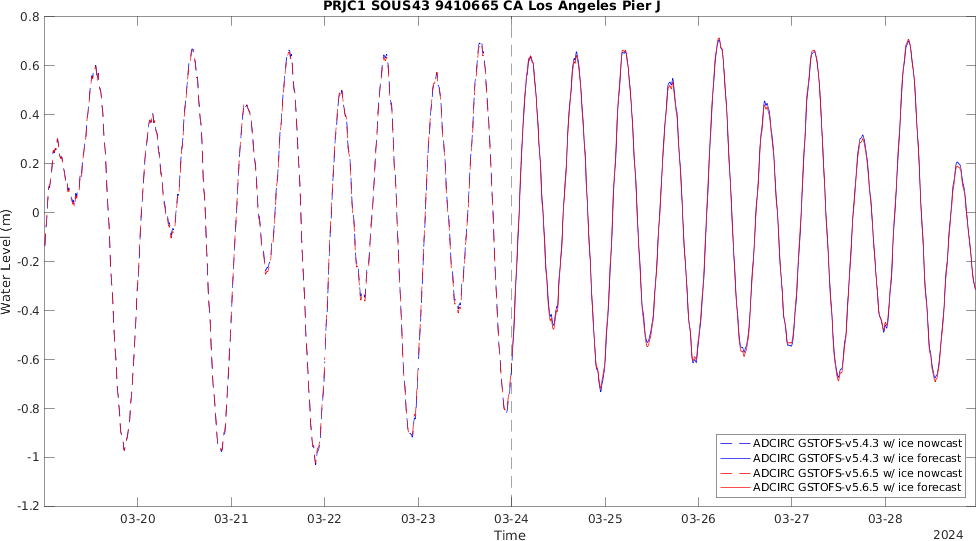 PRJC1 SOUS43 9410665 CA Los Angeles Pier J
0.8
0.6
0.4
0.2
0
-0.2
-0.4
-0.6
-0.8
-1
-1.2
Water Level (m)
03-20 03-21 03-22 03-23 03-24 03-25 03-26 03-27 03-28
Time
2024
ADCIRC GSTOFS-v5.4.3 w/ ice nowcast
ADCIRC GSTOFS-v5.4.3 w/ ice forecast
ADCIRC GSTOFS-v5.6.5 w/ ice nowcast
ADCIRC GSTOFS-v5.6.5 w/ ice forecast